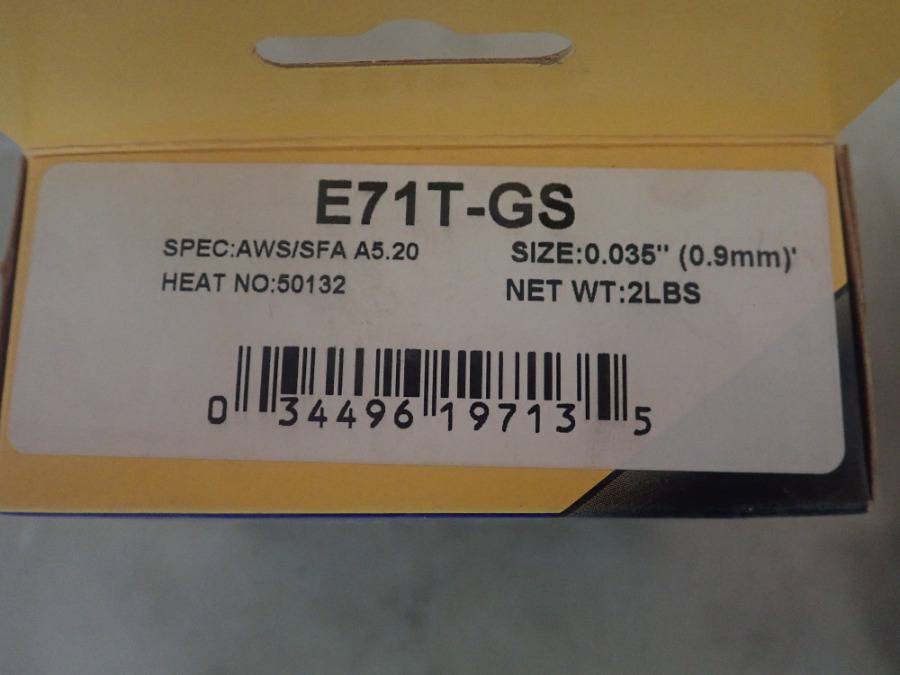 E71T-GS
SPEC:AWS/SFA A5.20
SIZE:0.035" (0.9mm)'
HEAT NO:50132
NET WT:2LBS
0 34496 19713 5